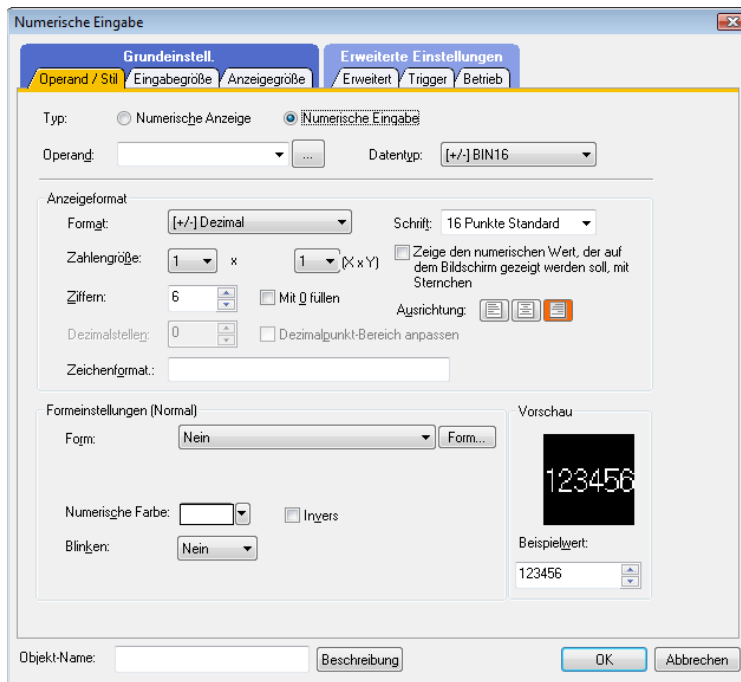 Numerische Eingabe
Grundeinstell. Erweiterte Einstellungen
Operand / Stil Eingabegröße Anzeigegröße Erweitert Trigger Betrieb
Typ: Numerische Anzeige Numerische Eingabe
Operand: ... Datentyp: [+/-] BIN16
Anzeigeformat
Format: [+/-] Dezimal Schrift: 16 Punkte Standard
Zahlengröße: 1 x 1 (X x Y) Zeige den numerischen Wert, der auf
dem Bildschirm gezeigt werden soll, mit
Sternchen
Ziffern: 6 Mit 0 füllen
Ausrichtung:
Dezimalstellen: 0 Dezimalpunkt-Bereich anpassen
Zeichenformat.:
Formeinstellungen (Normal) Vorschau
Form: Nein Form...
123456
Numerische Farbe: Invers
Blinken: Nein Beispielwert:
123456
Objekt-Name: Beschreibung OK Abbrechen